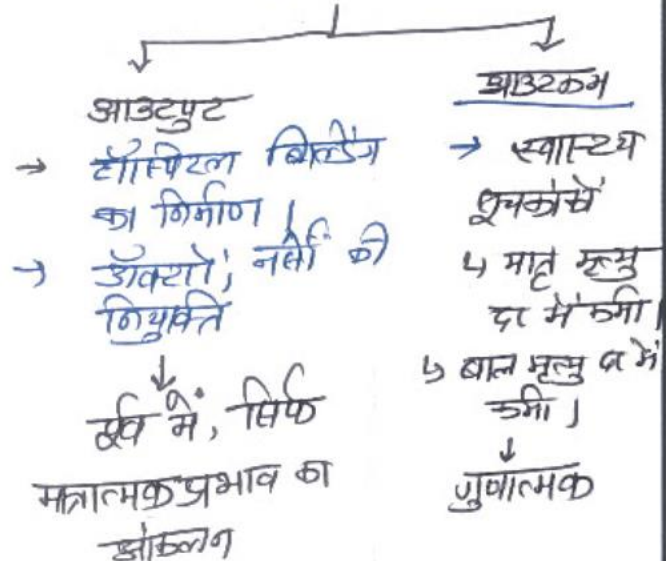 आउटपुट
→ हॉस्पिटल बिल्डिंग
का निर्माण।
→ डॉक्टरों, नर्सों की
नियुक्ति
↓
पूर्व में, सिर्फ
मात्रात्मक प्रभाव का
आंकलन
आउटकम
→ स्वास्थ्य
सूचकांकों
↳ मातृ मृत्यु
दर में कमी।
↳ बाल मृत्यु दर में
कमी।
↓
गुणात्मक